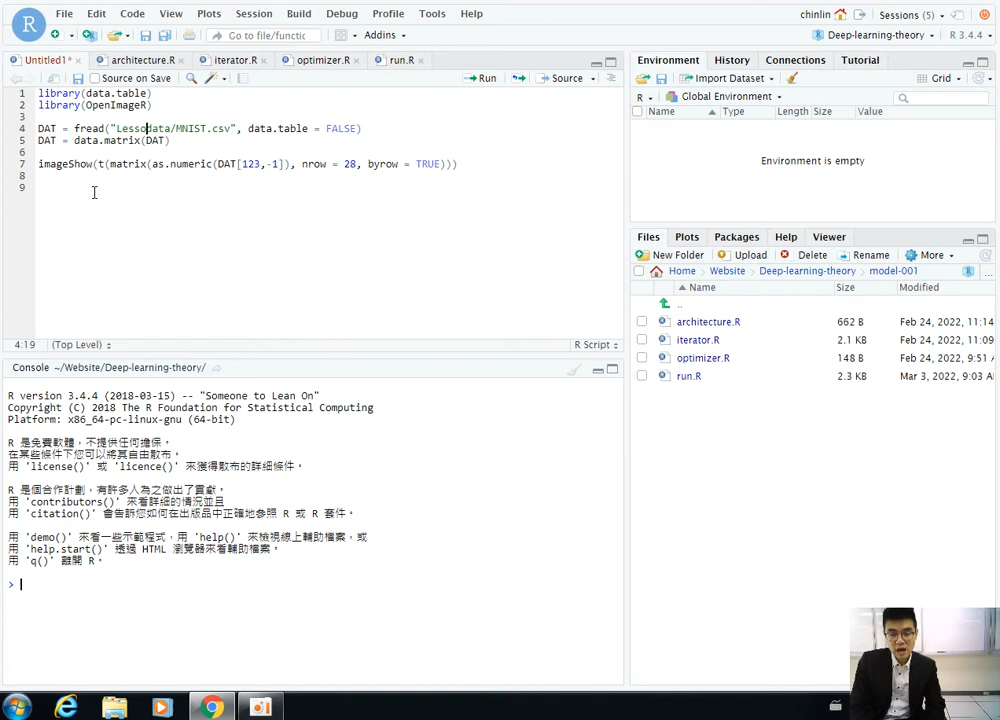 R
File Edit Code View Plots Session Build Debug Profile Tools Help
chinlin
Sessions (5)
Go to file/functic
Addins
Deep-learning-theory
R 3.4.4
Untitled1*
architecture.R
iterator.R
optimizer.R
run.R
Source on Save
Run
Source
1 library(data.table)
2 library(OpenImageR)
3
4 DAT = fread("Lessodata/MNIST.csv", data.table = FALSE)
5 DAT = data.matrix(DAT)
6
7 imageShow(t(matrix(as.numeric(DAT[123,-1]), nrow = 28, byrow = TRUE)))
8
9
4:19 (Top Level) R Script
Console ~/Website/Deep-learning-theory/
R version 3.4.4 (2018-03-15) -- "Someone to Lean On"
Copyright (C) 2018 The R Foundation for Statistical Computing
Platform: x86_64-pc-linux-gnu (64-bit)
R 是免費軟體，不提供任何擔保。
在某些條件下您可以將其自由散布。
用 'license()' 或 'licence()' 來獲得散布的詳細條件。
R 是個合作計劃，有許多人為之做出了貢獻。
用 'contributors()' 來看詳細的情況並且
用 'citation()' 會告訴您如何在出版品中正確地參照 R 或 R 套件。
用 'demo()' 來看一些示範程式，用 'help()' 來檢視線上輔助檔案，或
用 'help.start()' 透過 HTML 瀏覽器來看輔助檔案。
用 'q()' 離開 R。
>
Environment History Connections Tutorial
Import Dataset
Grid
R
Global Environment
Name Type Length Size Value
Environment is empty
Files Plots Packages Help Viewer
New Folder Upload Delete Rename More
Home Website Deep-learning-theory model-001
...
Name Size Modified
..
architecture.R 662 B Feb 24, 2022, 11:14
iterator.R 2.1 KB Feb 24, 2022, 11:09
optimizer.R 148 B Feb 24, 2022, 9:51
run.R 2.3 KB Mar 3, 2022, 9:03